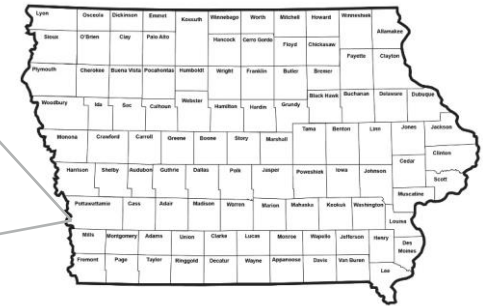 Lyon Osceola Dickinson Emmet Kossuth Winnebago Worth Mitchell Howard Winneshiek Allamakee
Sioux O'Brien Clay Palo Alto Hancock Cerro Gordo Floyd Chickasaw
Fayette Clayton
Plymouth Cherokee Buena Vista Pocahontas Humboldt Wright Franklin Butler Bremer
Woodbury Ida Sac Calhoun Webster Hamilton Hardin Grundy Black Hawk Buchanan Delaware Dubuque
Monona Crawford Carroll Greene Boone Story Marshall Tama Benton Linn Jones Jackson
Cedar Clinton
Harrison Shelby Audubon Guthrie Dallas Polk Jasper Poweshiek Iowa Johnson Scott
Muscatine
Pottawattamie Cass Adair Madison Warren Marion Mahaska Keokuk Washington Louisa
Mills Montgomery Adams Union Clarke Lucas Monroe Wapello Jefferson Henry Des
Moines
Fremont Page Taylor Ringgold Decatur Wayne Appanoose Davis Van Buren Lee